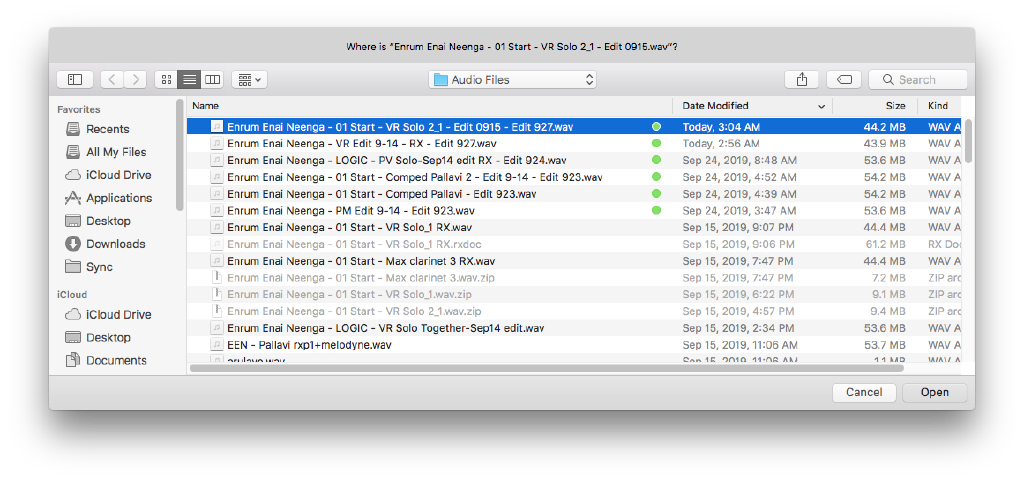 Where is “Enrum Enai Neenga - 01 Start - VR Solo 2_1 - Edit 0915.wav”?
Audio Files
Search
Favorites
Recents
All My Files
iCloud Drive
Applications
Desktop
Downloads
Sync
iCloud
iCloud Drive
Desktop
Documents
Name Date Modified Size Kind
Enrum Enai Neenga - 01 Start - VR Solo 2_1 - Edit 0915 - Edit 927.wav Today, 3:04 AM 44.2 MB WAV A
Enrum Enai Neenga - VR Edit 9-14 - RX - Edit 927.wav Today, 2:56 AM 43.9 MB WAV A
Enrum Enai Neenga - LOGIC - PV Solo-Sep14 edit RX - Edit 924.wav Sep 24, 2019, 8:48 AM 53.6 MB WAV A
Enrum Enai Neenga - 01 Start - Comped Pallavi 2 - Edit 9-14 - Edit 923.wav Sep 24, 2019, 4:52 AM 54.2 MB WAV A
Enrum Enai Neenga - 01 Start - Comped Pallavi - Edit 923.wav Sep 24, 2019, 4:39 AM 54.2 MB WAV A
Enrum Enai Neenga - PM Edit 9-14 - Edit 923.wav Sep 24, 2019, 3:47 AM 53.6 MB WAV A
Enrum Enai Neenga - 01 Start - VR Solo_1 RX.wav Sep 15, 2019, 9:07 PM 44.4 MB WAV A
Enrum Enai Neenga - 01 Start - VR Solo_1 RX.rxdoc Sep 15, 2019, 9:06 PM 61.2 MB RX Do
Enrum Enai Neenga - 01 Start - Max clarinet 3 RX.wav Sep 15, 2019, 7:47 PM 44.4 MB WAV A
Enrum Enai Neenga - 01 Start - Max clarinet 3.wav.zip Sep 15, 2019, 7:47 PM 7.2 MB ZIP arc
Enrum Enai Neenga - 01 Start - VR Solo_1.wav.zip Sep 15, 2019, 6:22 PM 9.1 MB ZIP arc
Enrum Enai Neenga - 01 Start - VR Solo 2_1.wav.zip Sep 15, 2019, 4:57 PM 9.4 MB ZIP arc
Enrum Enai Neenga - LOGIC - VR Solo Together-Sep14 edit.wav Sep 15, 2019, 2:34 PM 53.6 MB WAV A
EEN - Pallavi rxp1+melodyne.wav Sep 15, 2019, 11:06 AM 53.7 MB WAV A
arulave.wav Sep 15, 2019, 11:06 AM 1.1 MB WAV A
Cancel
Open